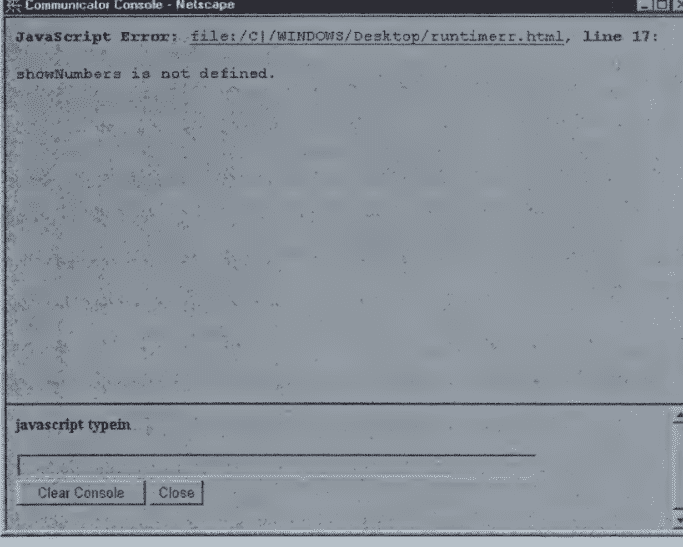 Communicator Console - Netscape
JavaScript Error: file:/C|/WINDOWS/Desktop/runtimerr.html, line 17:
showNumbers is not defined.
javascript typein
Clear Console Close